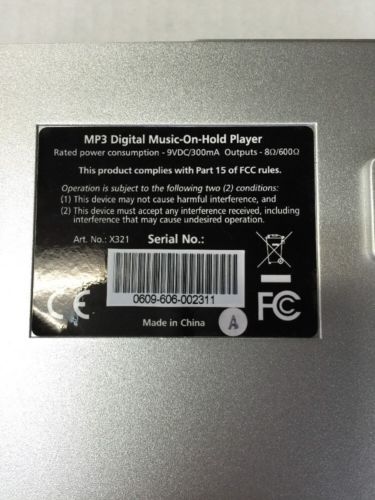 MP3 Digital Music-On-Hold Player
Rated power consumption - 9VDC/300mA Outputs - 8Ω/600Ω
This product complies with Part 15 of FCC rules.
Operation is subject to the following two (2) conditions:
(1) This device may not cause harmful interference, and
(2) This device must accept any interference received, including
interference that may cause undesired operation.
Art. No.: X321 Serial No.:
0609-606-002311
CE
FC
Made in China
A